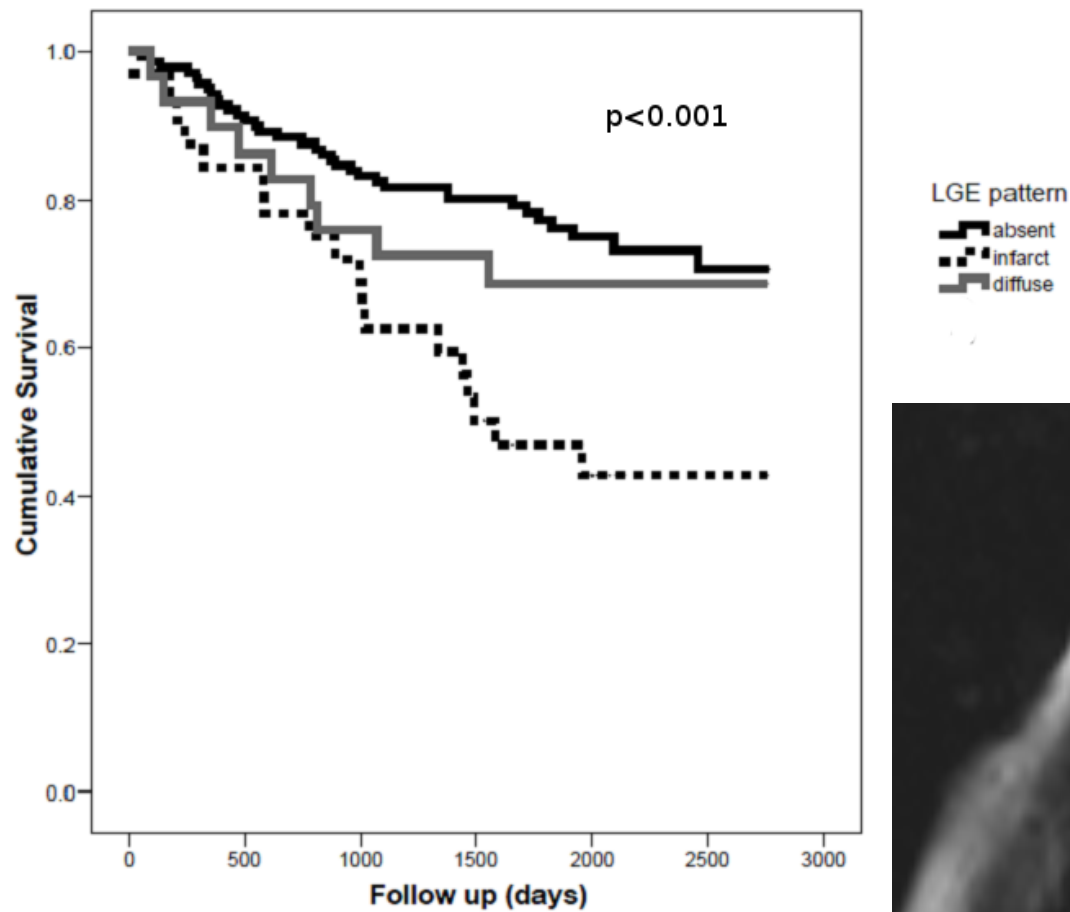 1.0
0.8
0.6
0.4
0.2
0.0
Cumulative Survival
p<0.001
0 500 1000 1500 2000 2500 3000
Follow up (days)
LGE pattern
absent
infarct
diffuse